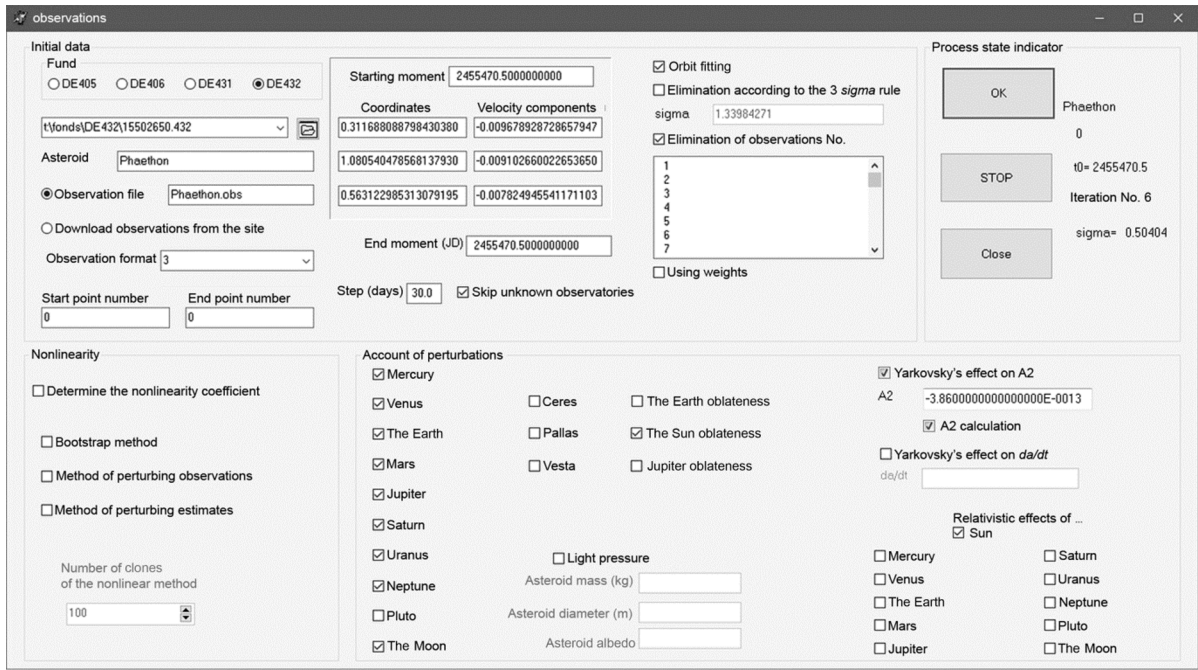 observations
Initial data
Fund
DE405 DE406 DE431 DE432
t:\fonds\DE432\15502650.432
Asteroid Phaethon
Observation file Phaethon.obs
Download observations from the site
Observation format 3
Start point number End point number
0 0
Starting moment 2455470.5000000000
Coordinates Velocity components
0.311688088798430380 -0.009678928728657947
1.080540478568137930 -0.009102660022653650
0.563122985313079195 -0.007824945541171103
End moment (JD) 2455470.5000000000
Step (days) 30.0 Skip unknown observatories
Orbit fitting
Elimination according to the 3 sigma rule
sigma 1.33984271
Elimination of observations No.
1
2
3
4
5
6
7
Using weights
Process state indicator
OK
STOP
Close
Phaethon
0
t0= 2455470.5
Iteration No. 6
sigma= 0.50404
Nonlinearity
Determine the nonlinearity coefficient
Bootstrap method
Method of perturbing observations
Method of perturbing estimates
Number of clones
of the nonlinear method
100
Account of perturbations
Mercury
Venus
The Earth
Mars
Jupiter
Saturn
Uranus
Neptune
Pluto
The Moon
Ceres
Pallas
Vesta
The Earth oblateness
The Sun oblateness
Jupiter oblateness
Light pressure
Asteroid mass (kg)
Asteroid diameter (m)
Asteroid albedo
Yarkovsky's effect on A2
A2 -3.8600000000000000E-0013
A2 calculation
Yarkovsky's effect on da/dt
da/dt
Relativistic effects of ...
Sun
Mercury Saturn
Venus Uranus
The Earth Neptune
Mars Pluto
Jupiter The Moon